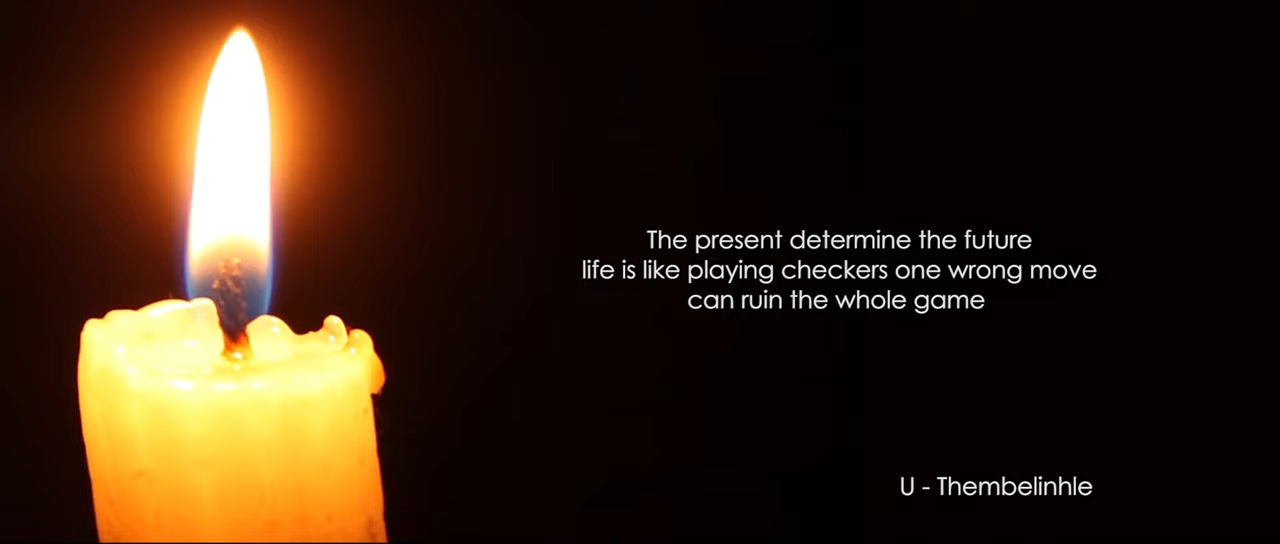 The present determine the future
life is like playing checkers one wrong move
can ruin the whole game
U - Thembelinhle